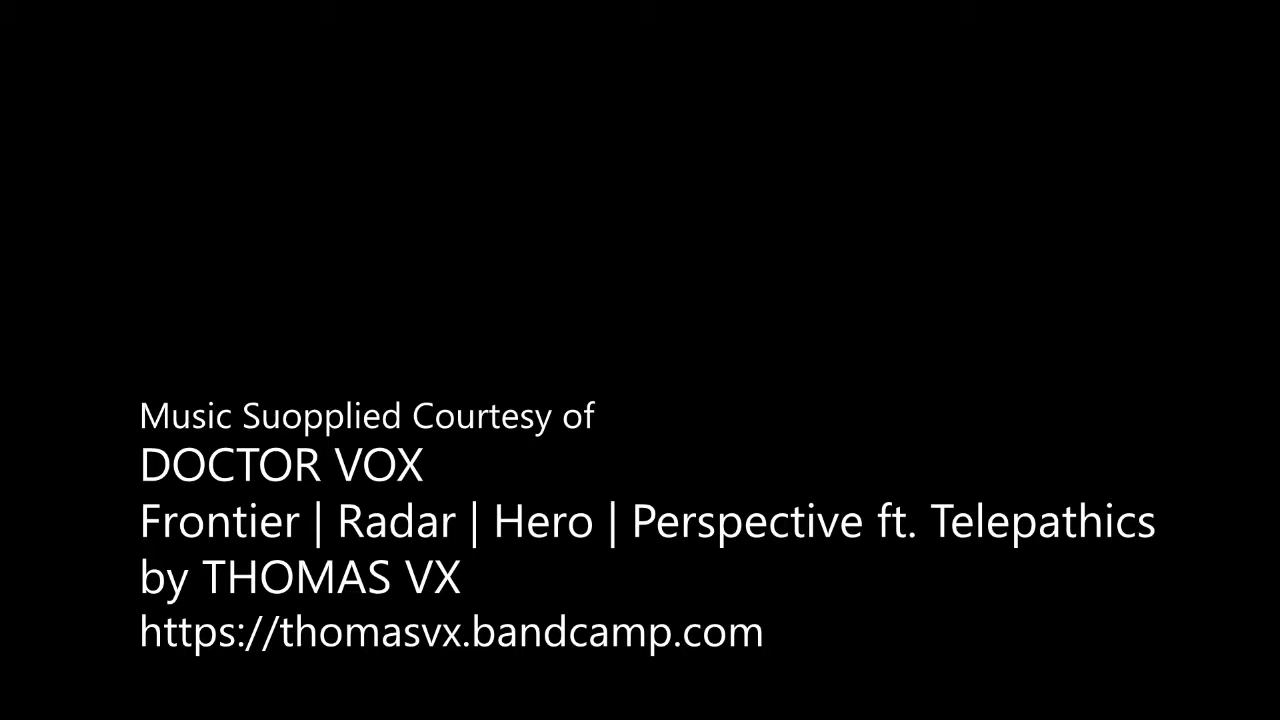 Music Suopplied Courtesy of
DOCTOR VOX
Frontier | Radar | Hero | Perspective ft. Telepathics
by THOMAS VX
https://thomasvx.bandcamp.com